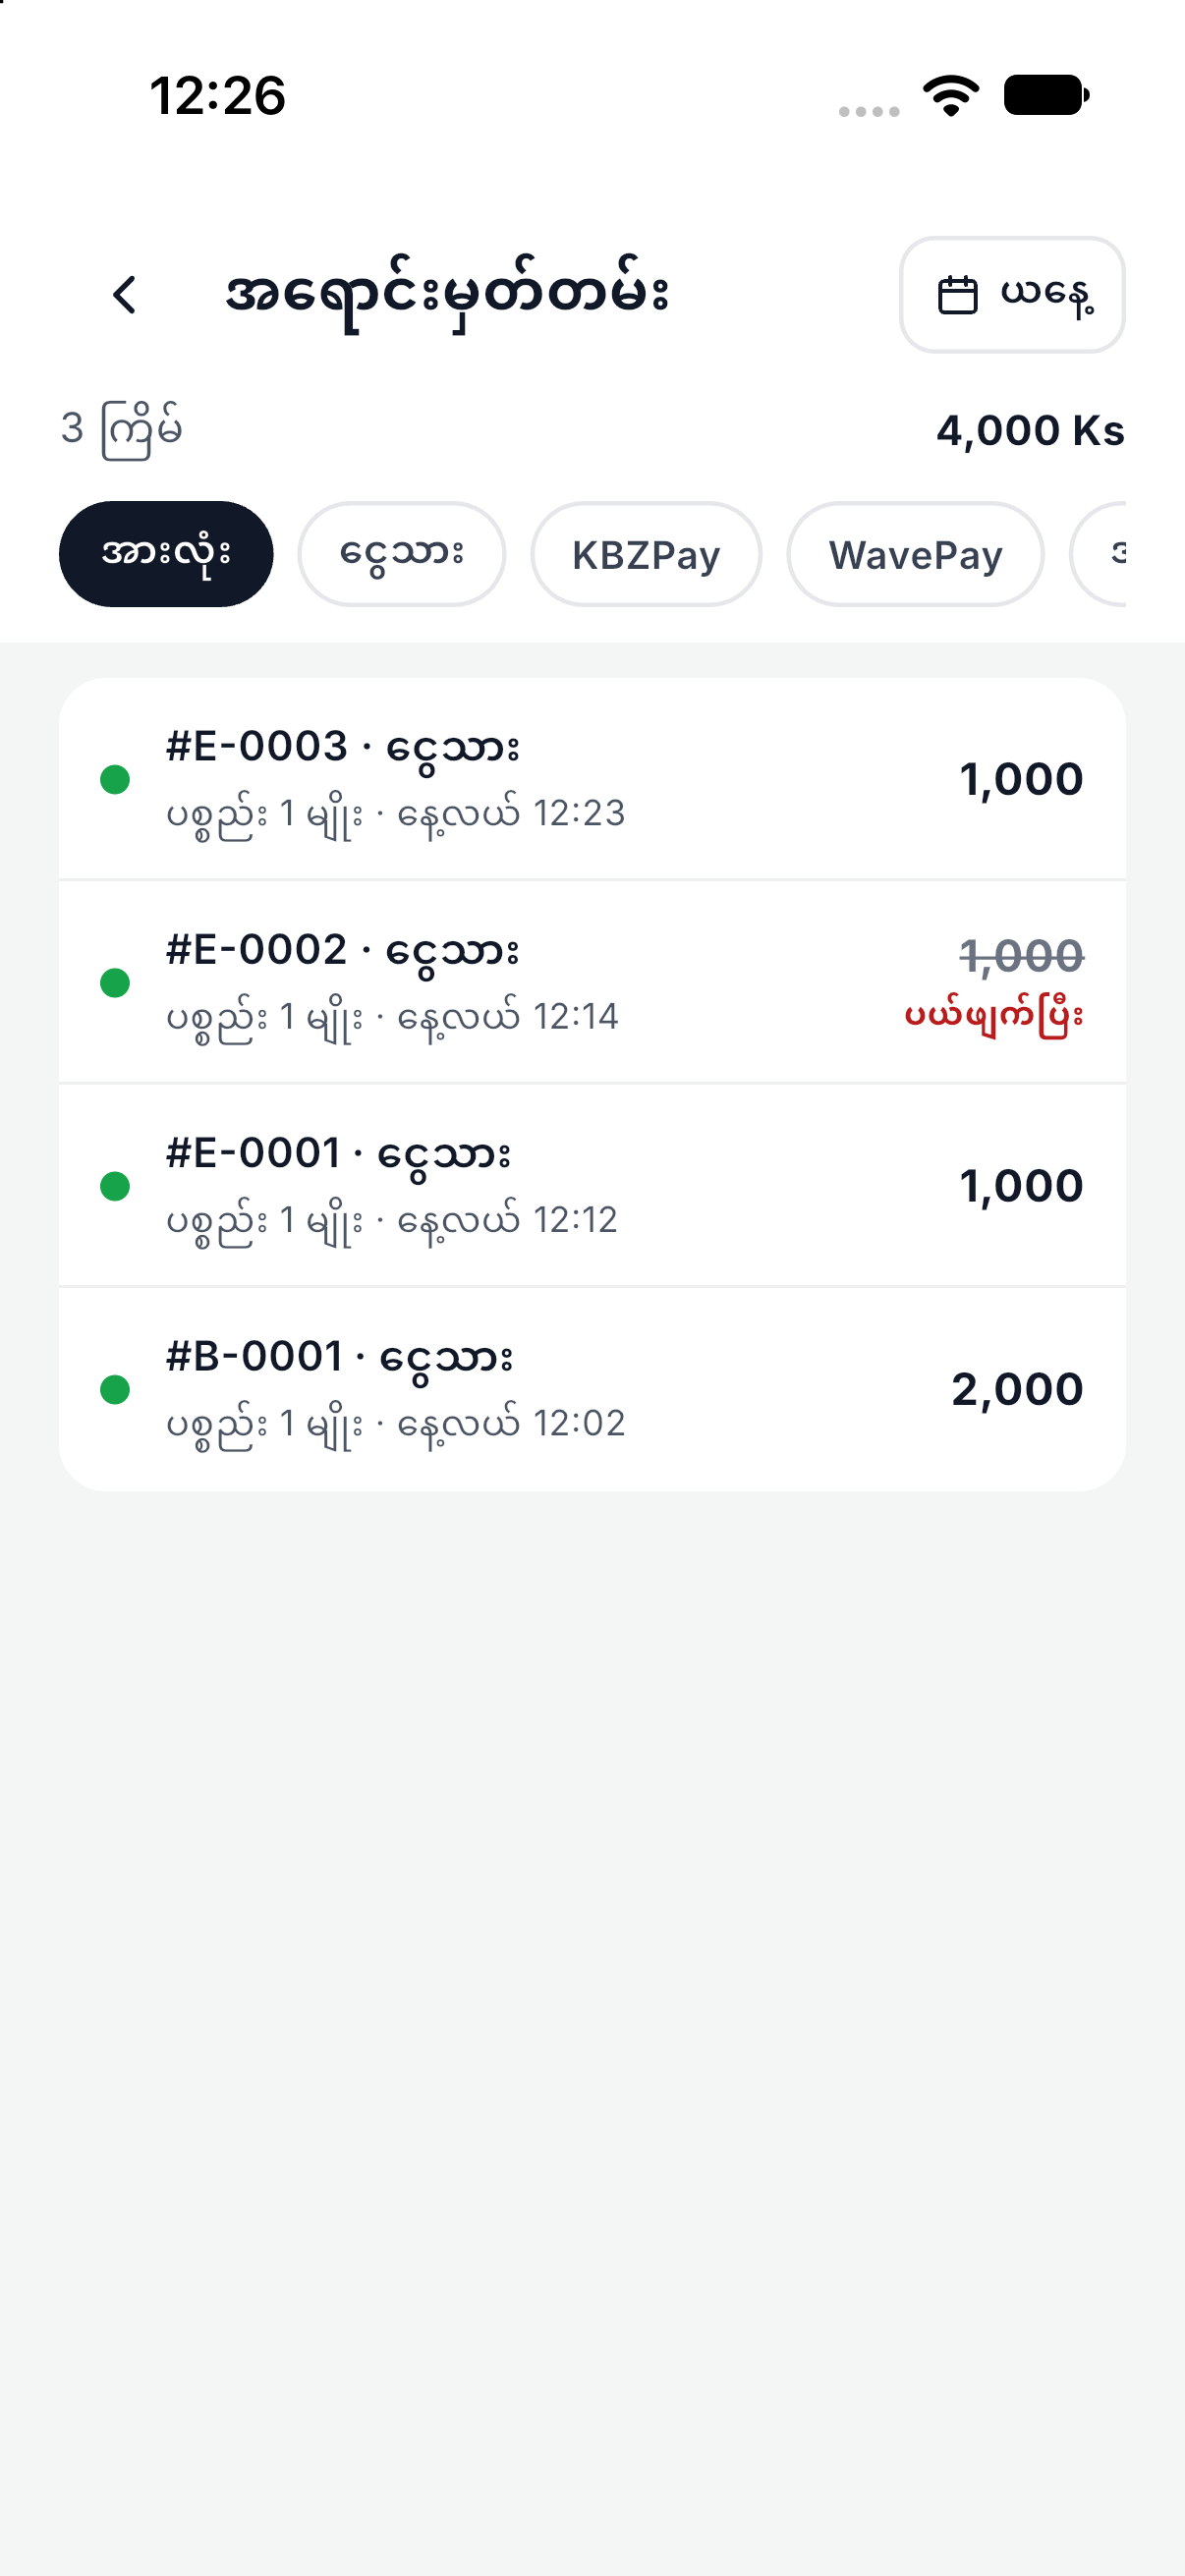 12:26
အရောင်းမှတ်တမ်း
ယနေ့
3 ကြိမ်
4,000 Ks
အားလုံး
ငွေသား
KBZPay
WavePay
#E-0003 · ငွေသား
ပစ္စည်း 1 မျိုး · နေ့လယ် 12:23
1,000
#E-0002 · ငွေသား
ပစ္စည်း 1 မျိုး · နေ့လယ် 12:14
1,000
ပယ်ဖျက်ပြီး
#E-0001 · ငွေသား
ပစ္စည်း 1 မျိုး · နေ့လယ် 12:12
1,000
#B-0001 · ငွေသား
ပစ္စည်း 1 မျိုး · နေ့လယ် 12:02
2,000